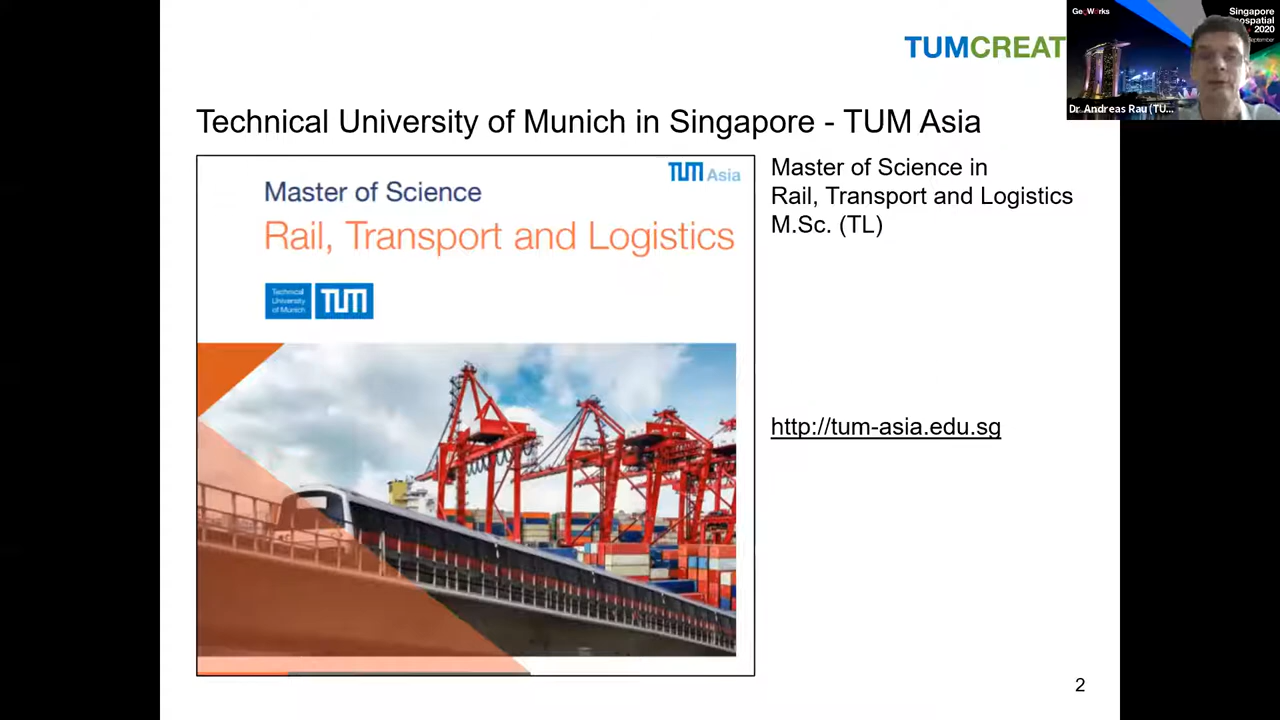 TUMCREAT
GeoWorks
Singapore
Geospatial
2020
September
Dr Andreas Rau (TU...
Technical University of Munich in Singapore - TUM Asia
TUM Asia
Master of Science
Rail, Transport and Logistics
Technical
University
of Munich
TUM
Master of Science in
Rail, Transport and Logistics
M.Sc. (TL)
http://tum-asia.edu.sg
2